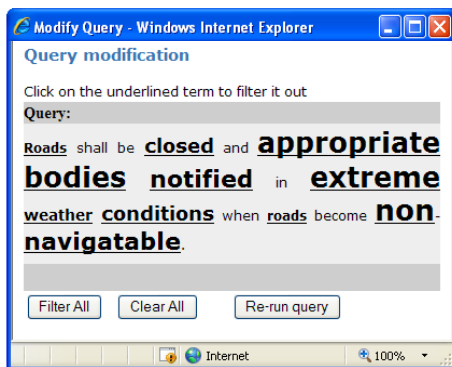 Modify Query - Windows Internet Explorer
Query modification
Click on the underlined term to filter it out
Query:
Roads shall be closed and appropriate
bodies notified in extreme
weather conditions when roads become non-
navigatable.
Filter All Clear All Re-run query
Internet 100%